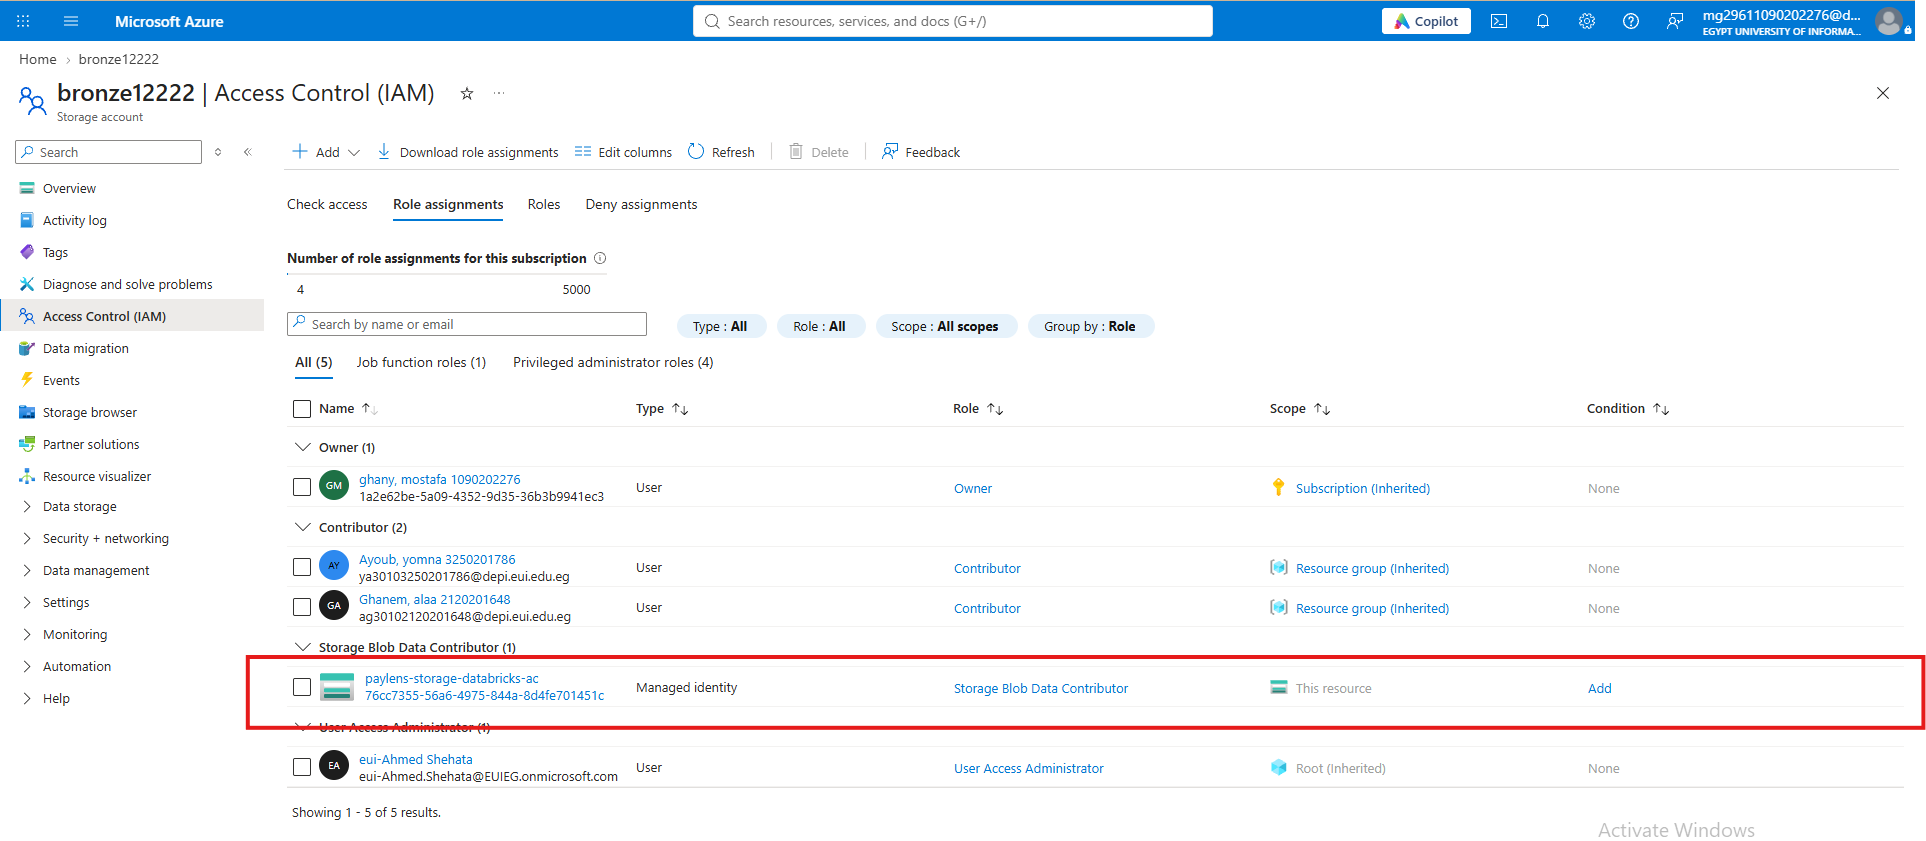 Microsoft Azure
Search resources, services, and docs (G+/)
Copilot
mg29611090202276@d...
EGYPT UNIVERSITY OF INFORMA...
Home > bronze12222
bronze12222 | Access Control (IAM)
Storage account
Search
Add
Download role assignments
Edit columns
Refresh
Delete
Feedback
Overview
Activity log
Tags
Diagnose and solve problems
Access Control (IAM)
Data migration
Events
Storage browser
Partner solutions
Resource visualizer
Data storage
Security + networking
Data management
Settings
Monitoring
Automation
Help
Check access Role assignments Roles Deny assignments
Number of role assignments for this subscription
4 5000
Search by name or email
Type : All
Role : All
Scope : All scopes
Group by : Role
All (5) Job function roles (1) Privileged administrator roles (4)
Name Type Role Scope Condition
Owner (1)
GM ghany, mostafa 1090202276 User Owner Subscription (Inherited) None
1a2e62be-5a09-4352-9d35-36b3b9941ec3
Contributor (2)
AY Ayoub, yomna 3250201786 User Contributor Resource group (Inherited) None
ya30103250201786@depi.eui.edu.eg
GA Ghanem, alaa 2120201648 User Contributor Resource group (Inherited) None
ag30102120201648@depi.eui.edu.eg
Storage Blob Data Contributor (1)
paylens-storage-databricks-ac Managed identity Storage Blob Data Contributor This resource Add
76cc7355-56a6-4975-844a-8d4fe701451c
User Access Administrator (1)
EA eui-Ahmed Shehata User User Access Administrator Root (Inherited) None
eui-Ahmed.Shehata@EUIEG.onmicrosoft.com
Showing 1 - 5 of 5 results.
Activate Windows